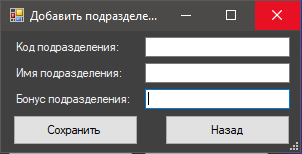 Добавить подразделе...
Код подразделения:
Имя подразделения:
Бонус подразделения:
Сохранить Назад